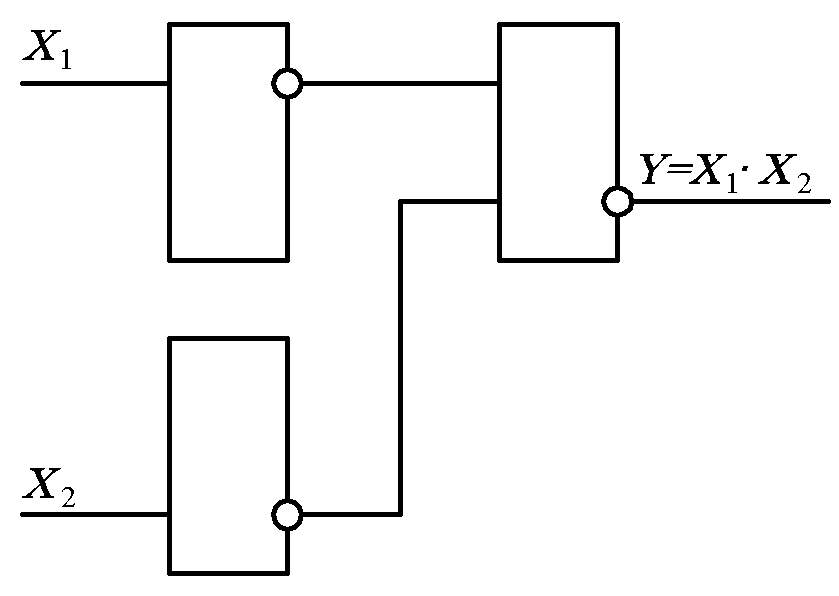 X₁
Y=X₁· X₂
X₂